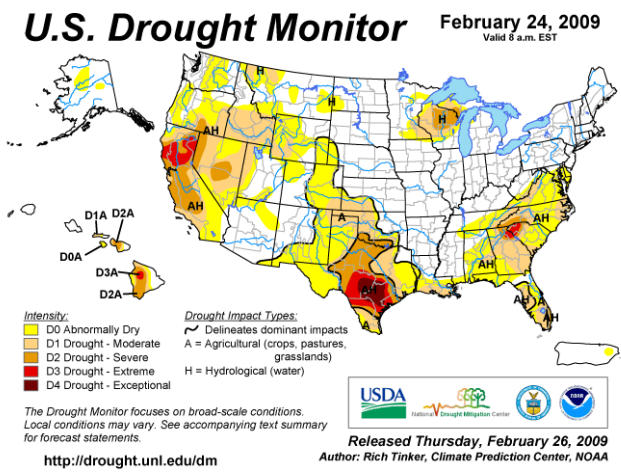 U.S. Drought Monitor
February 24, 2009
Valid 8 a.m. EST
H
H
H
AH
AH
A
AH
AH
AH
AH
A
AH
A
D1A D2A
D0A
D3A
D2A
Intensity:
D0 Abnormally Dry
D1 Drought - Moderate
D2 Drought - Severe
D3 Drought - Extreme
D4 Drought - Exceptional
Drought Impact Types:
Delineates dominant impacts
A = Agricultural (crops, pastures,
grasslands)
H = Hydrological (water)
The Drought Monitor focuses on broad-scale conditions.
Local conditions may vary. See accompanying text summary
for forecast statements.
http://drought.unl.edu/dm
USDA
National Drought Mitigation Center
NOAA
Released Thursday, February 26, 2009
Author: Rich Tinker, Climate Prediction Center, NOAA